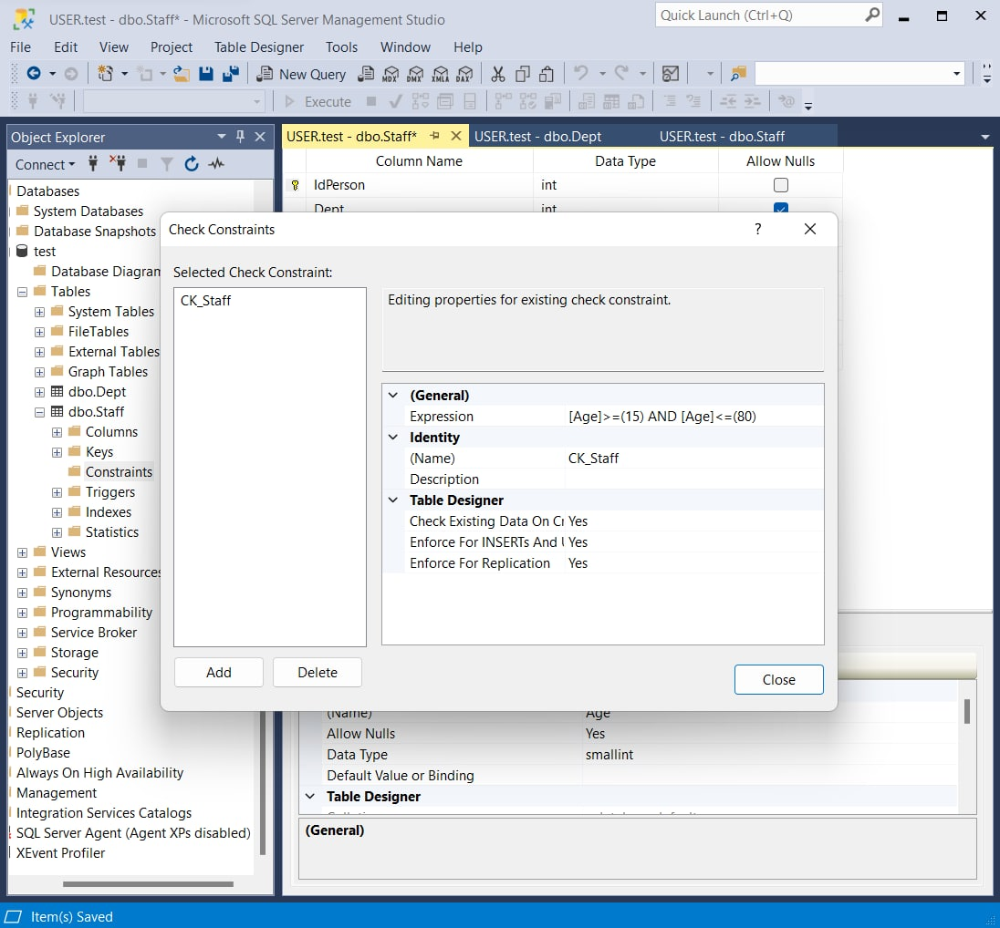 USER.test - dbo.Staff* - Microsoft SQL Server Management Studio
Quick Launch (Ctrl+Q)
File Edit View Project Table Designer Tools Window Help
New Query MDX DMX XMLA DAX
Execute
Object Explorer
USER.test - dbo.Staff* USER.test - dbo.Dept USER.test - dbo.Staff
Connect
Column Name Data Type Allow Nulls
IdPerson int
Dept int
Databases
System Databases
Database Snapshots
test
Database Diagram
Tables
System Tables
FileTables
External Tables
Graph Tables
dbo.Dept
dbo.Staff
Columns
Keys
Constraints
Triggers
Indexes
Statistics
Views
External Resources
Synonyms
Programmability
Service Broker
Storage
Security
Security
Server Objects
Replication
PolyBase
Always On High Availability
Management
Integration Services Catalogs
SQL Server Agent (Agent XPs disabled)
XEvent Profiler
Check Constraints
?
Selected Check Constraint:
CK_Staff
Editing properties for existing check constraint.
(General)
Expression [Age]>=(15) AND [Age]<=(80)
Identity
(Name) CK_Staff
Description
Table Designer
Check Existing Data On Cr Yes
Enforce For INSERTs And U Yes
Enforce For Replication Yes
Add Delete
Close
(Name) Age
Allow Nulls Yes
Data Type smallint
Default Value or Binding
Table Designer
(General)
Item(s) Saved